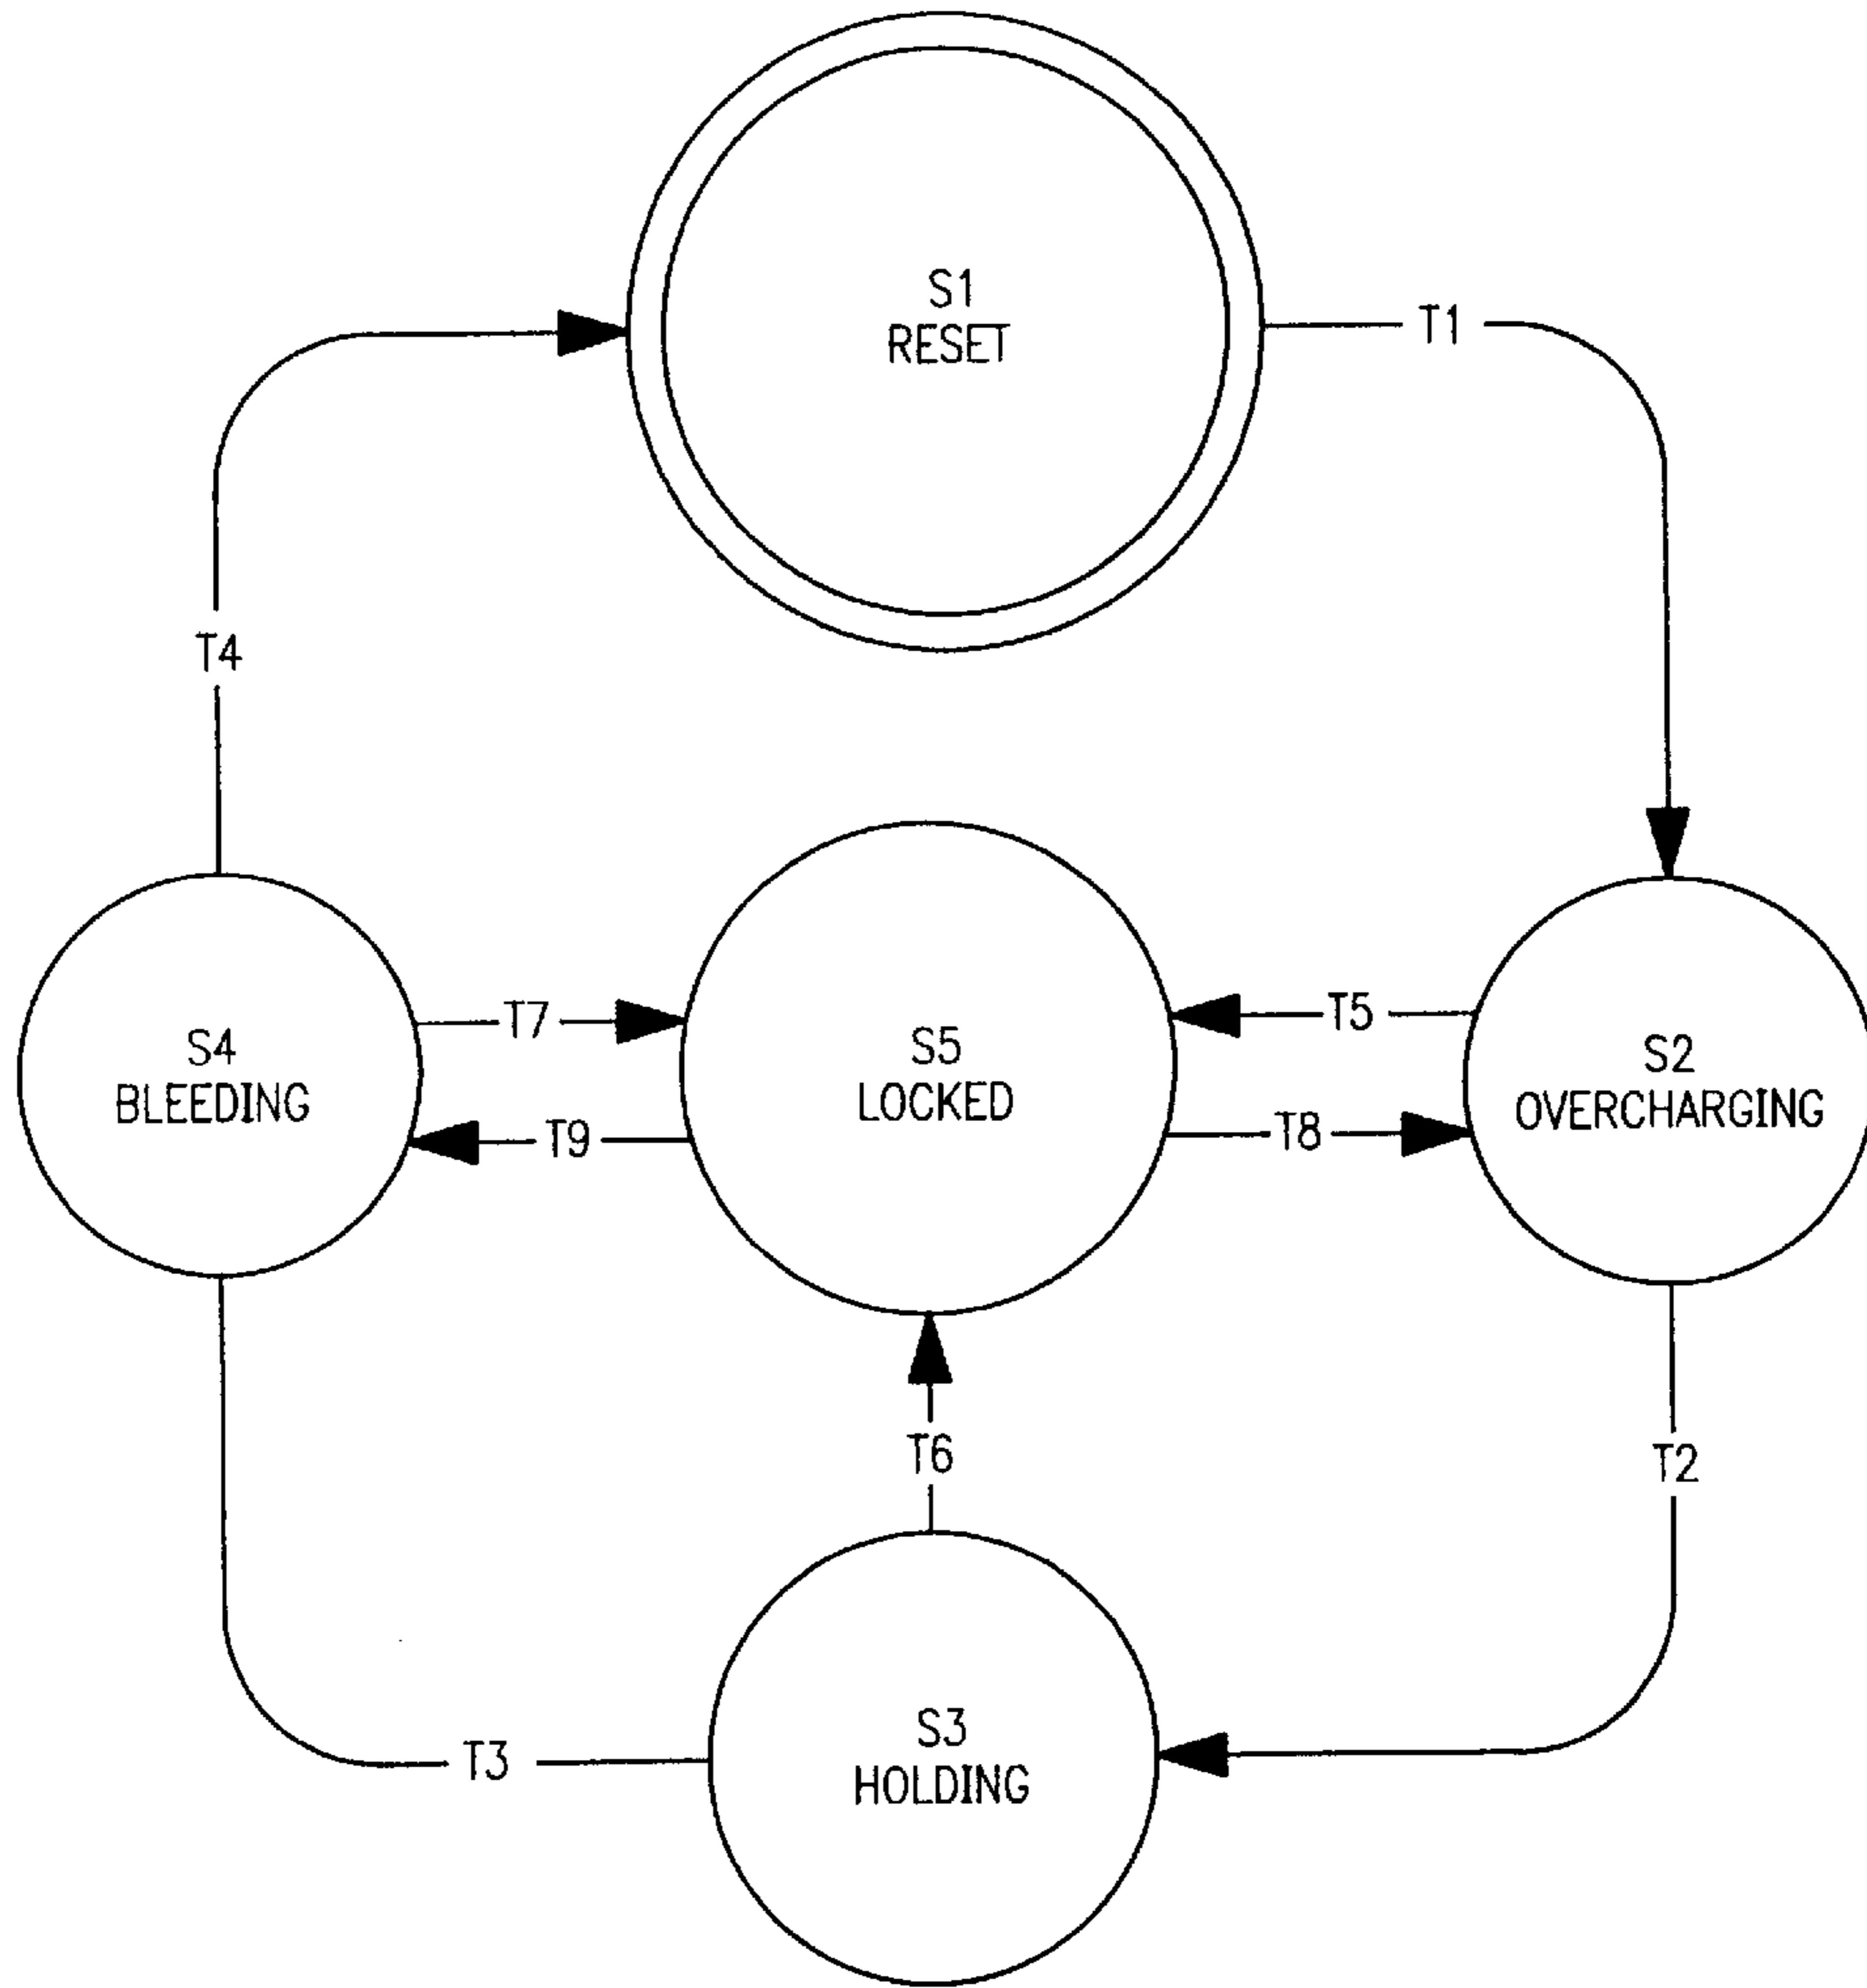 S1
RESET
T1
T4
T7
T5
S4
BLEEDING
S5
LOCKED
S2
OVERCHARGING
T9
T8
T6
T2
S3
HOLDING
T3